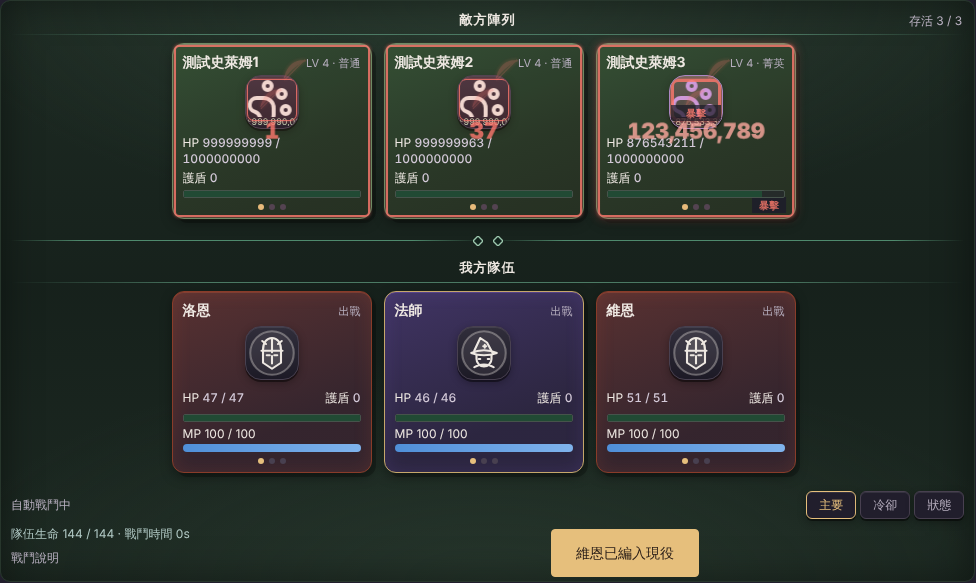 敵方陣列
存活 3 / 3
測試史萊姆1
LV 4 · 普通
1
HP 999999999 /
1000000000
護盾 0
測試史萊姆2
LV 4 · 普通
37
HP 999999963 /
1000000000
護盾 0
測試史萊姆3
LV 4 · 菁英
暴擊
123,456,789
HP 876543211 /
1000000000
護盾 0
暴擊
我方隊伍
洛恩
出戰
HP 47 / 47
護盾 0
MP 100 / 100
法師
出戰
HP 46 / 46
護盾 0
MP 100 / 100
維恩
出戰
HP 51 / 51
護盾 0
MP 100 / 100
自動戰鬥中
主要
冷卻
狀態
隊伍生命 144 / 144 · 戰鬥時間 0s
戰鬥說明
維恩已編入現役